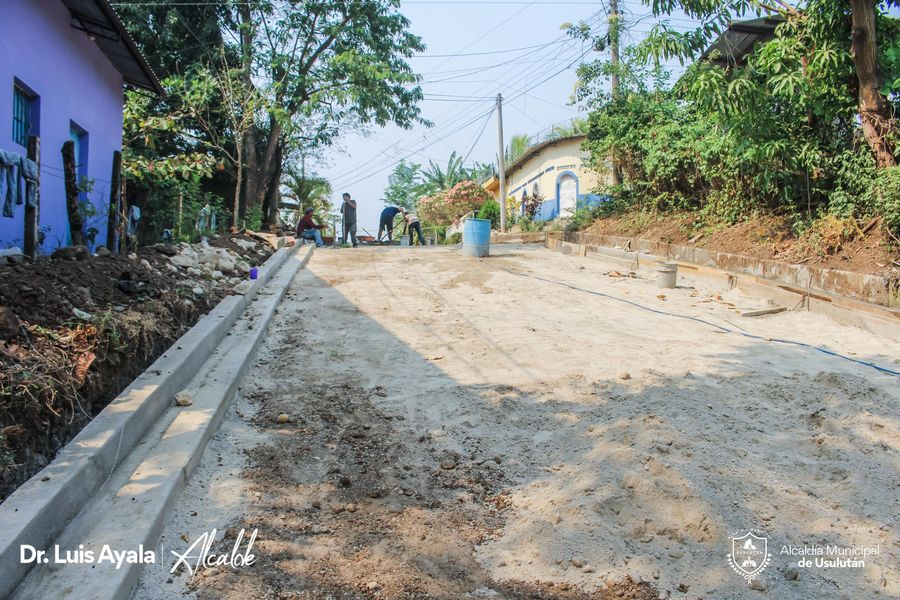 Dr. Luis Ayala | Alcalde
Alcaldía Municipal
de Usulután